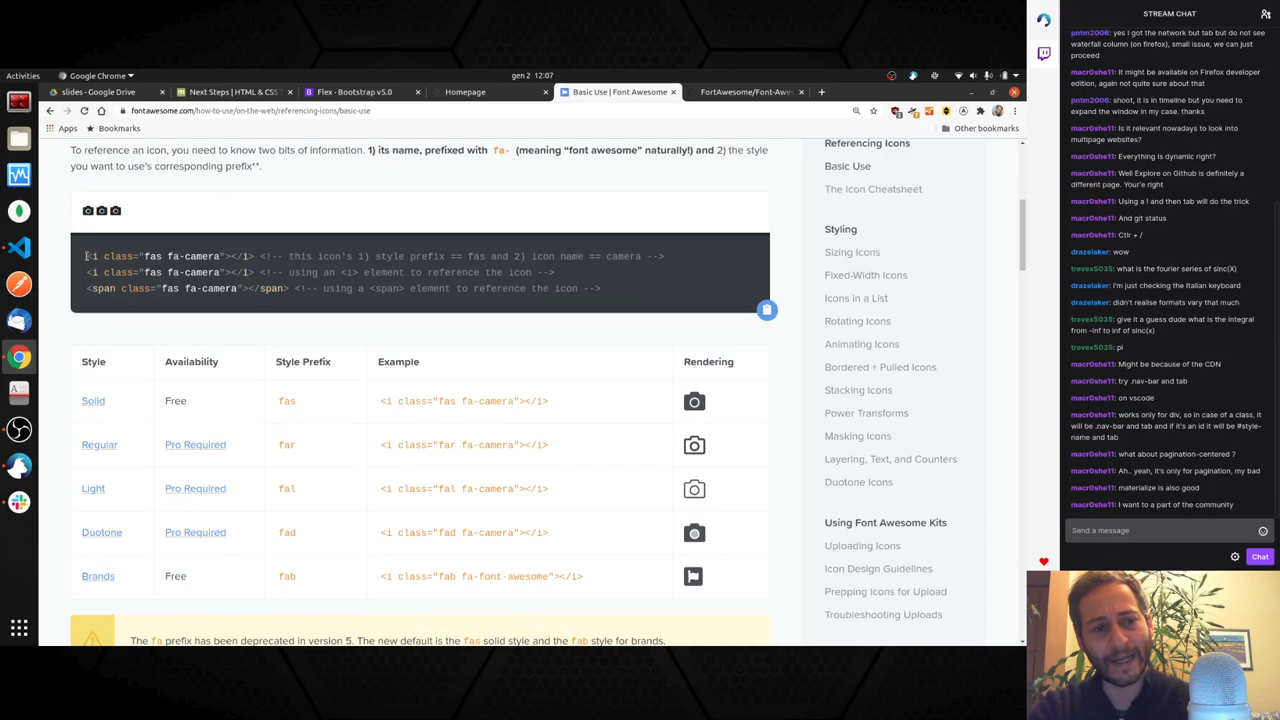 Activities
Google Chrome
gen 2 12:07
slides - Google Drive
Next Steps | HTML & CSS
Flex · Bootstrap v5.0
Homepage
Basic Use | Font Awesome
FortAwesome/Font-Awes
fontawesome.com/how-to-use/on-the-web/referencing-icons/basic-use
Apps
Bookmarks
Other bookmarks
To reference an icon, you need to know two bits of information. 1) its name, prefixed with fa- (meaning “font awesome” naturally!) and 2) the style
you want to use’s corresponding prefix**.
<i class="fas fa-camera"></i> <!-- this icon's 1) style prefix == fas and 2) icon name == camera -->
<i class="fas fa-camera"></i> <!-- using an <i> element to reference the icon -->
<span class="fas fa-camera"></span> <!-- using a <span> element to reference the icon -->
Style Availability Style Prefix Example Rendering
Solid Free fas <i class="fas fa-camera"></i>
Regular Pro Required far <i class="far fa-camera"></i>
Light Pro Required fal <i class="fal fa-camera"></i>
Duotone Pro Required fad <i class="fad fa-camera"></i>
Brands Free fab <i class="fab fa-font-awesome"></i>
The fa prefix has been deprecated in version 5. The new default is the fas solid style and the fab style for brands.
Referencing Icons
Basic Use
The Icon Cheatsheet
Styling
Sizing Icons
Fixed-Width Icons
Icons in a List
Rotating Icons
Animating Icons
Bordered + Pulled Icons
Stacking Icons
Power Transforms
Masking Icons
Layering, Text, and Counters
Duotone Icons
Using Font Awesome Kits
Uploading Icons
Icon Design Guidelines
Prepping Icons for Upload
Troubleshooting Uploads
STREAM CHAT
pntm2006: yes I got the network but tab but do not see
waterfall column (on firefox), small issue, we can just
proceed
macr0she11: It might be available on Firefox developer
edition, again not quite sure about that
pntm2006: shoot, it is in timeline but you need to
expand the window in my case. thanks
macr0she11: Is it relevant nowadays to look into
multipage websites?
macr0she11: Everything is dynamic right?
macr0she11: Well Explore on Github is definitely a
different page. Your'e right
macr0she11: Using a ! and then tab will do the trick
macr0she11: And git status
macr0she11: Ctlr + /
drazelaker: wow
trevex5035: what is the fourier series of sinc(X)
drazelaker: I'm just checking the Italian keyboard
drazelaker: didn't realise formats vary that much
trevex5035: give it a guess dude what is the integral
from -inf to inf of sinc(x)
trevex5035: pi
macr0she11: Might be because of the CDN
macr0she11: try .nav-bar and tab
macr0she11: on vscode
macr0she11: works only for div, so in case of a class, it
will be .nav-bar and tab and if it's an id it will be #style-
name and tab
macr0she11: what about pagination-centered ?
macr0she11: Ah.. yeah, it's only for pagination, my bad
macr0she11: materialize is also good
macr0she11: I want to a part of the community
Send a message
Chat